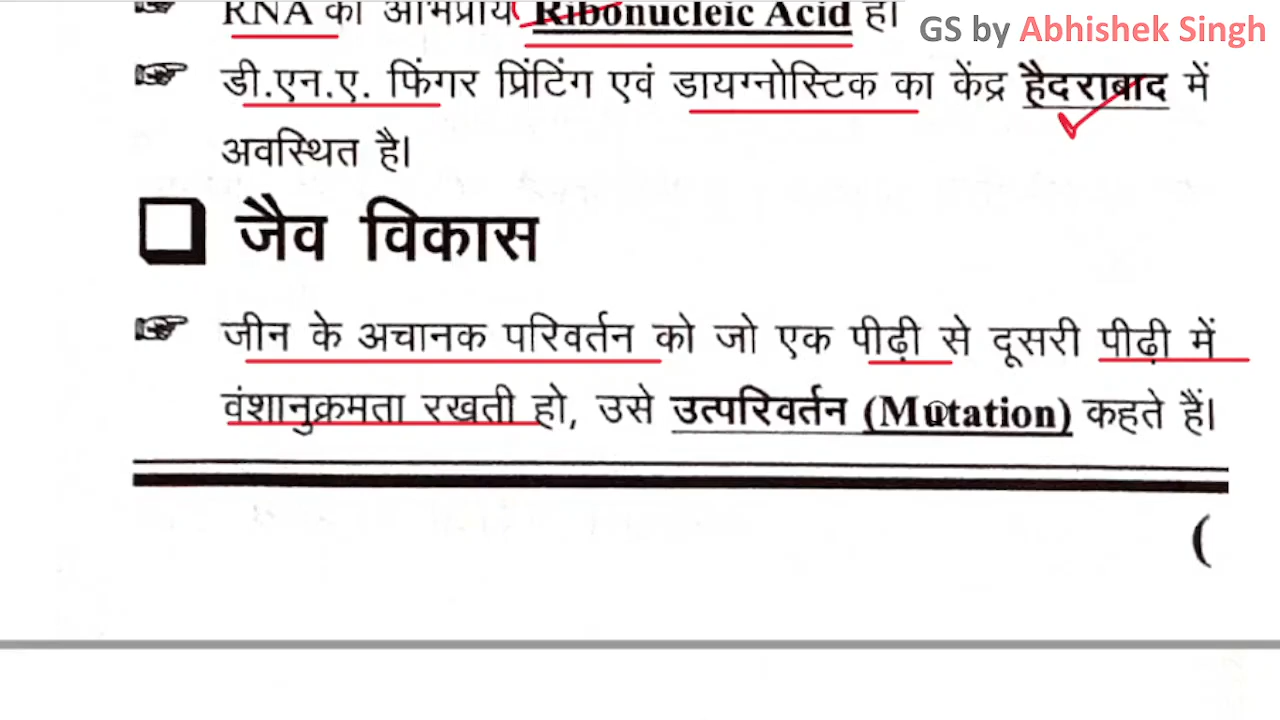 GS by Abhishek Singh
RNA का अभिप्राय Ribonucleic Acid है।
डी.एन.ए. फिंगर प्रिंटिंग एवं डायग्नोस्टिक का केंद्र हैदराबाद में
अवस्थित है।
जैव विकास
जीन के अचानक परिवर्तन को जो एक पीढ़ी से दूसरी पीढ़ी में
वंशानुक्रमता रखती हो, उसे उत्परिवर्तन (Mutation) कहते हैं।
(